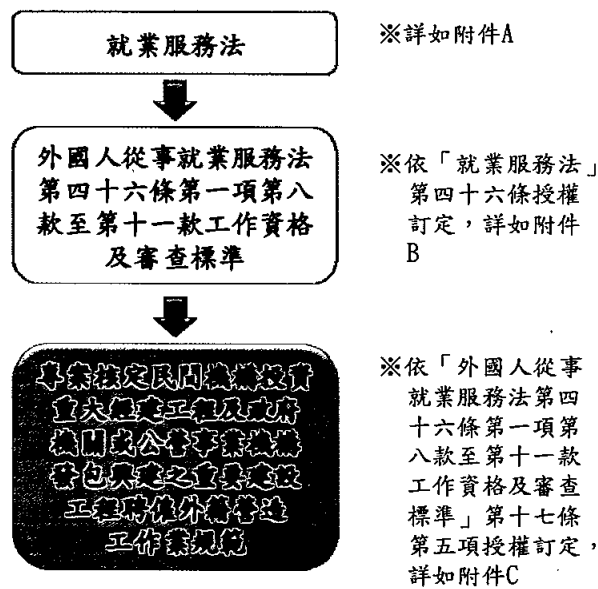 就業服務法
※詳如附件A
外國人從事就業服務法
第四十六條第一項第八
款至第十一款工作資格
及審查標準
※依「就業服務法」
第四十六條授權
訂定，詳如附件
B
專案核定民間機構投資
重大經建工程及政府
機關或公營事業機構
發包興建之重要建設
工程聘僱外籍營造
工作業規範
※依「外國人從事
就業服務法第四
十六條第一項第
八款至第十一款
工作資格及審查
標準」第十七條
第五項授權訂定，
詳如附件C